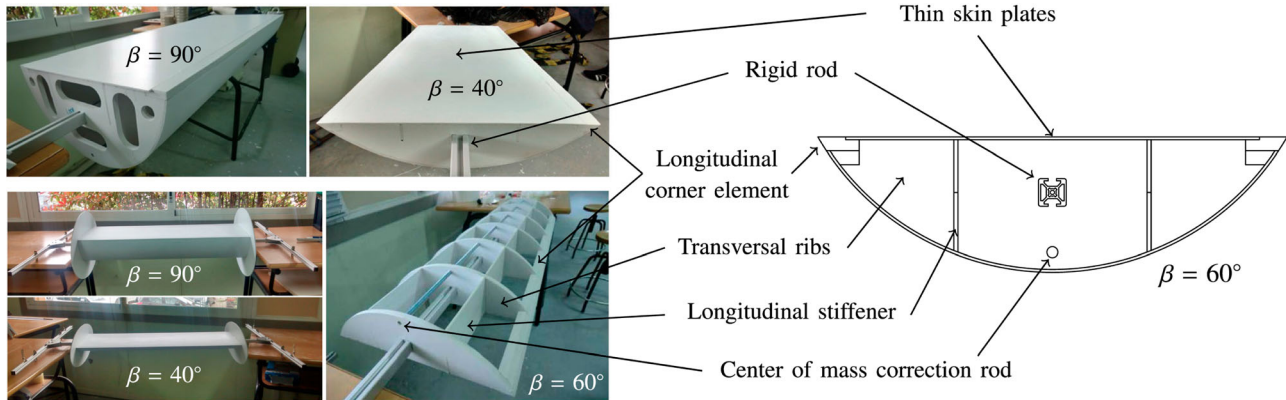 β = 90°
β = 40°
Thin skin plates
Rigid rod
Longitudinal
corner element
Transversal ribs
Longitudinal stiffener
Center of mass correction rod
β = 60°
β = 90°
β = 40°
β = 60°